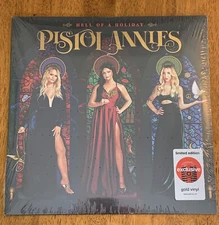 HELL OF A HOLIDAY
PISTOL ANNIES
limited edition
exclusive
gold vinyl